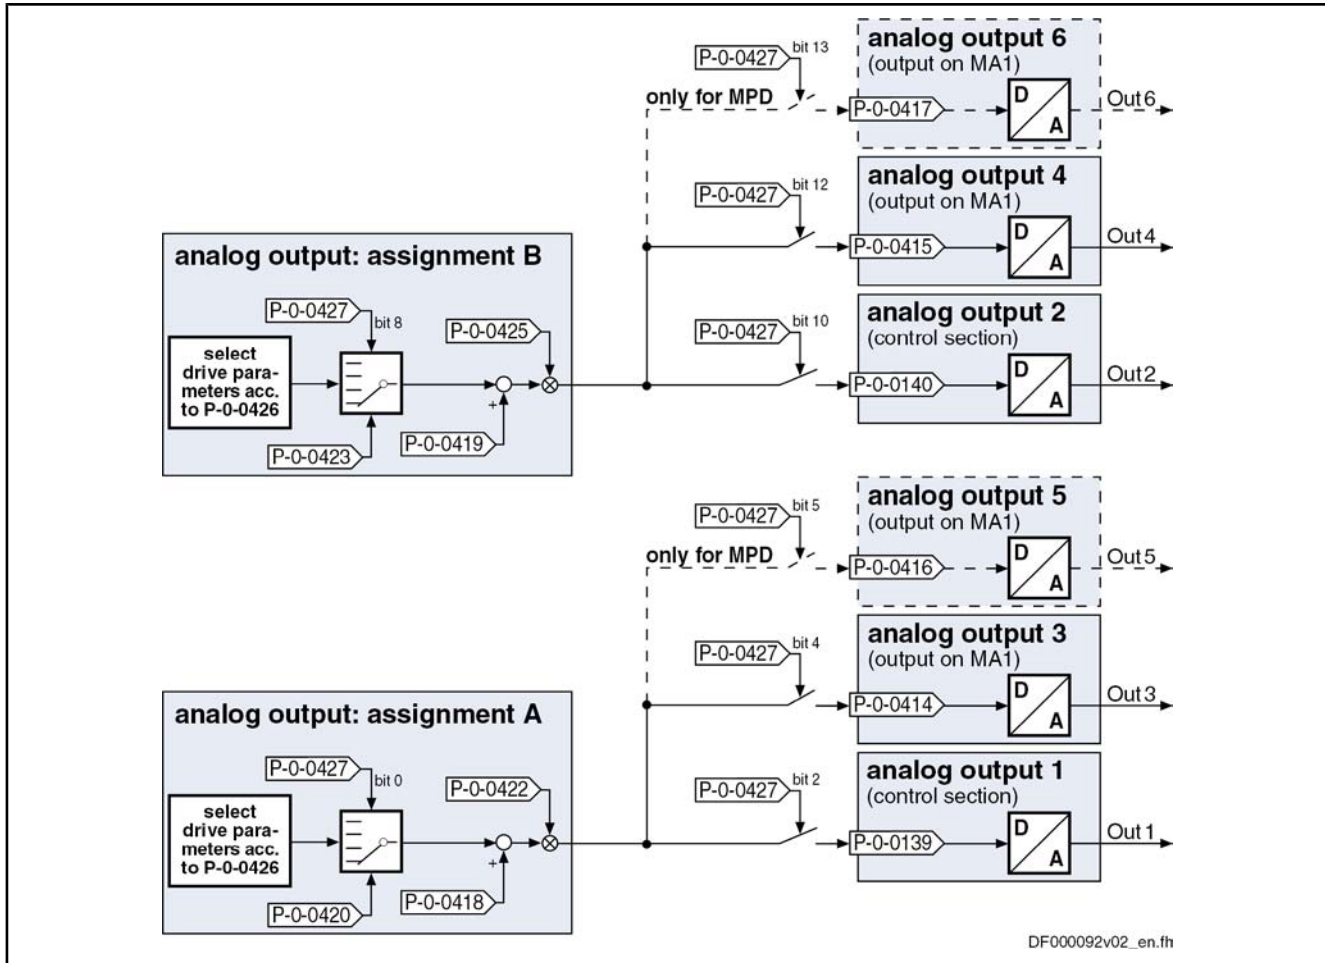 analog output 6
(output on MA1)
P-0-0427
bit 13
only for MPD
P-0-0417
D
A
Out6
analog output 4
(output on MA1)
P-0-0427
bit 12
P-0-0415
D
A
Out4
analog output: assignment B
P-0-0427
bit 8
P-0-0425
select
drive para-
meters acc.
to P-0-0426
+
P-0-0419
P-0-0423
analog output 2
(control section)
P-0-0427
bit 10
P-0-0140
D
A
Out2
analog output 5
(output on MA1)
P-0-0427
bit 5
only for MPD
P-0-0416
D
A
Out5
analog output 3
(output on MA1)
P-0-0427
bit 4
P-0-0414
D
A
Out3
analog output: assignment A
P-0-0427
bit 0
P-0-0422
select
drive para-
meters acc.
to P-0-0426
+
P-0-0418
P-0-0420
analog output 1
(control section)
P-0-0427
bit 2
P-0-0139
D
A
Out1
DF000092v02_en.fh